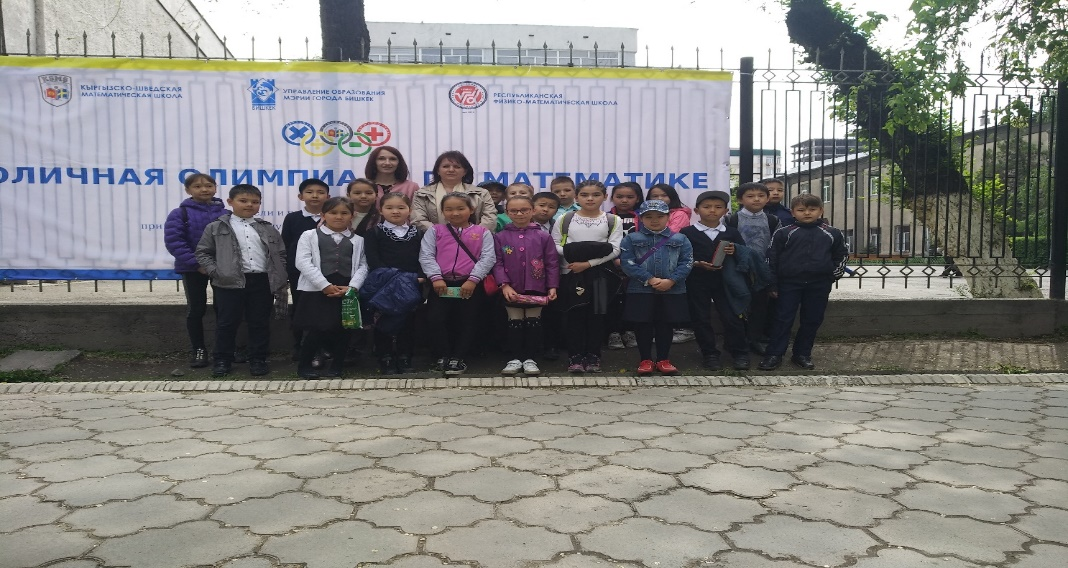 КЫРГЫЗСКО-ШВЕДСКАЯ
МАТЕМАТИЧЕСКАЯ ШКОЛА
УПРАВЛЕНИЕ ОБРАЗОВАНИЯ
МЭРИИ ГОРОДА БИШКЕК
РЕСПУБЛИКАНСКАЯ
ФИЗИКО-МАТЕМАТИЧЕСКАЯ ШКОЛА
ОЛИЧНАЯ ОЛИМПИА МАТЕМАТИКЕ